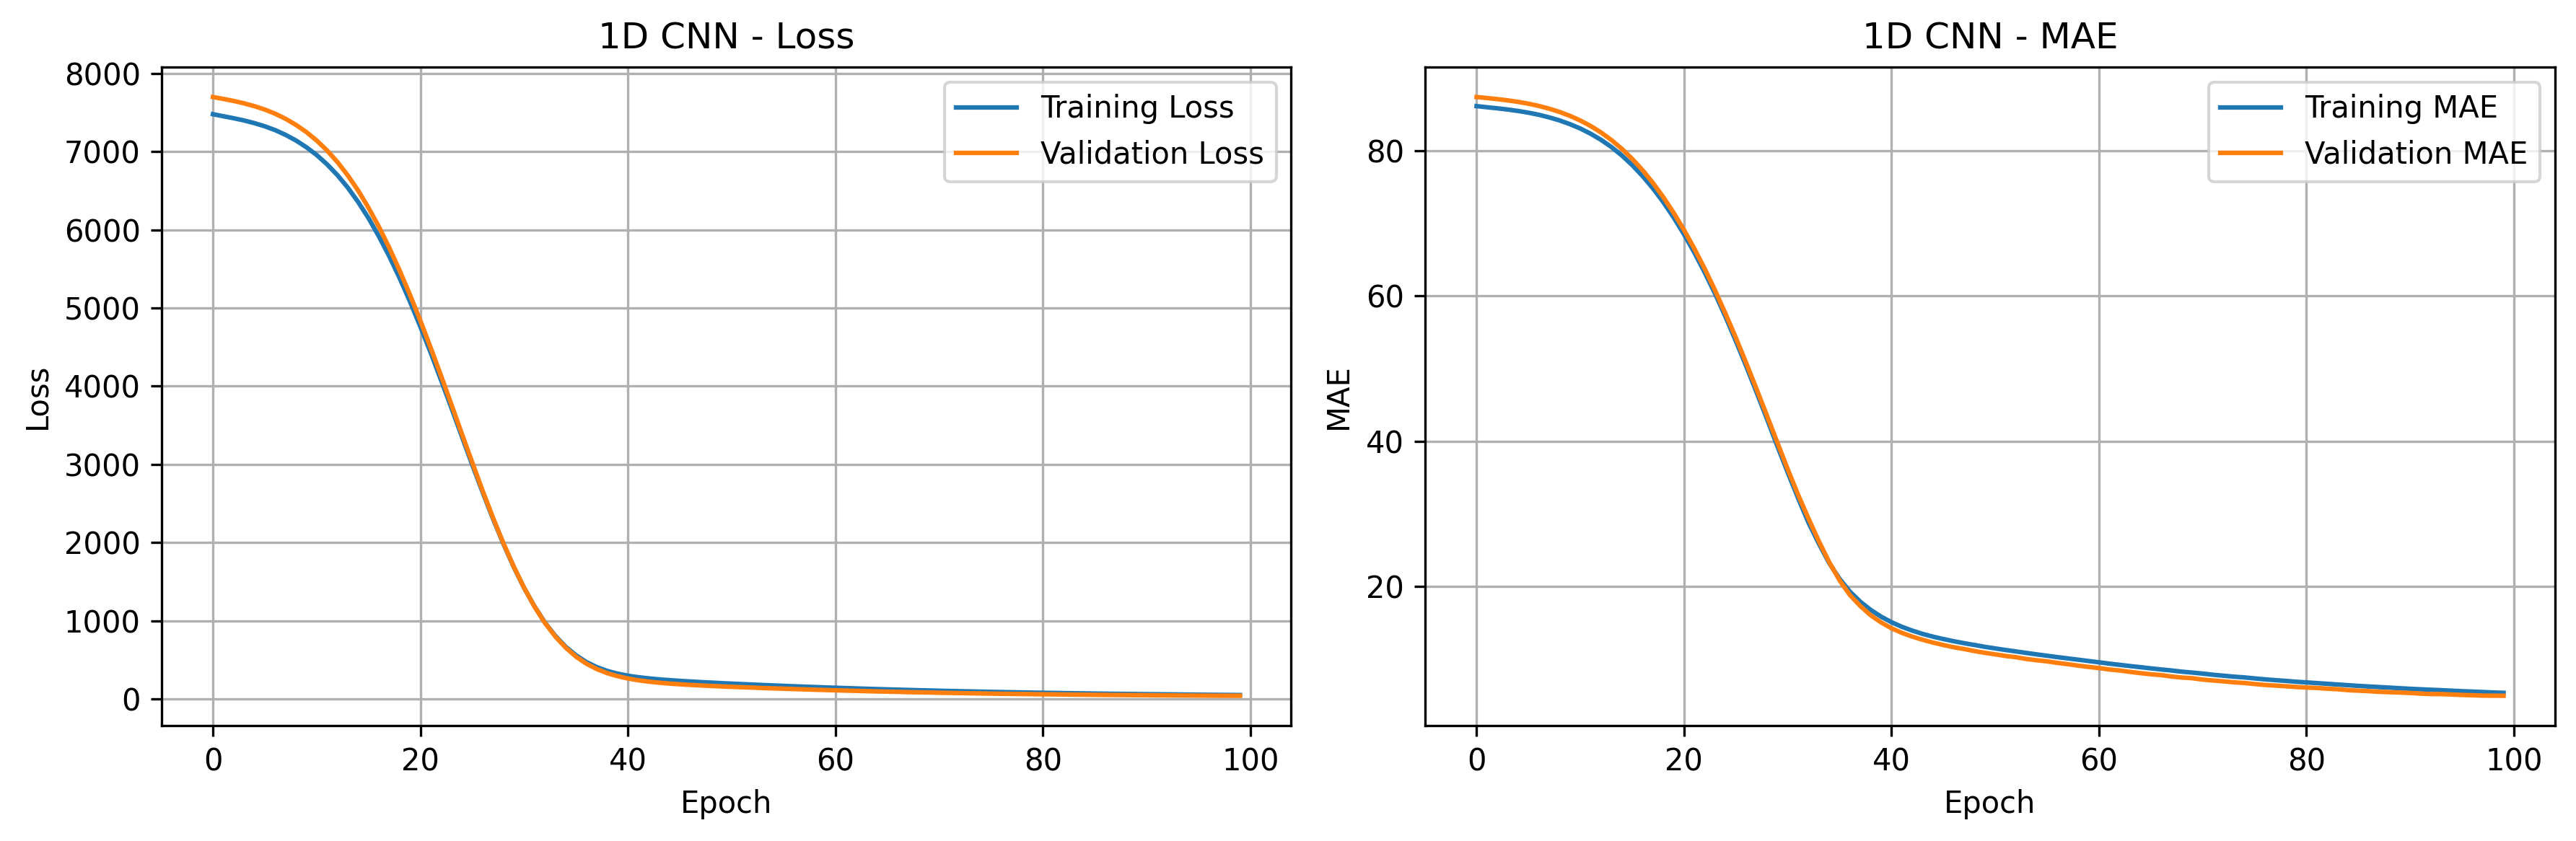 1D CNN - Loss
8000
7000
6000
5000
4000
3000
2000
1000
0
Loss
Training Loss
Validation Loss
0 20 40 60 80 100
Epoch
1D CNN - MAE
80
60
40
20
MAE
Training MAE
Validation MAE
0 20 40 60 80 100
Epoch